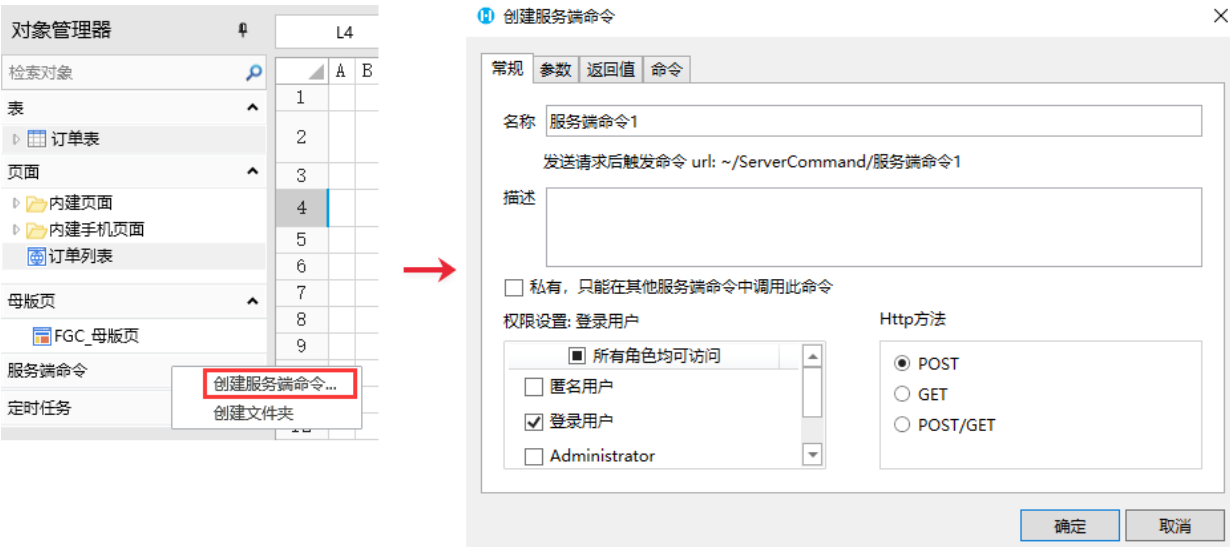 对象管理器
检索对象
表
订单表
页面
内建页面
内建手机页面
订单列表
母版页
FGC_母版页
服务端命令
定时任务
创建服务端命令...
创建文件夹
L4
A B
1
2
3
4
5
6
7
8
9
创建服务端命令
常规 参数 返回值 命令
名称 服务端命令1
发送请求后触发命令 url: ~/ServerCommand/服务端命令1
描述
私有，只能在其他服务端命令中调用此命令
权限设置: 登录用户
所有角色均可访问
匿名用户
登录用户
Administrator
Http方法
POST
GET
POST/GET
确定 取消